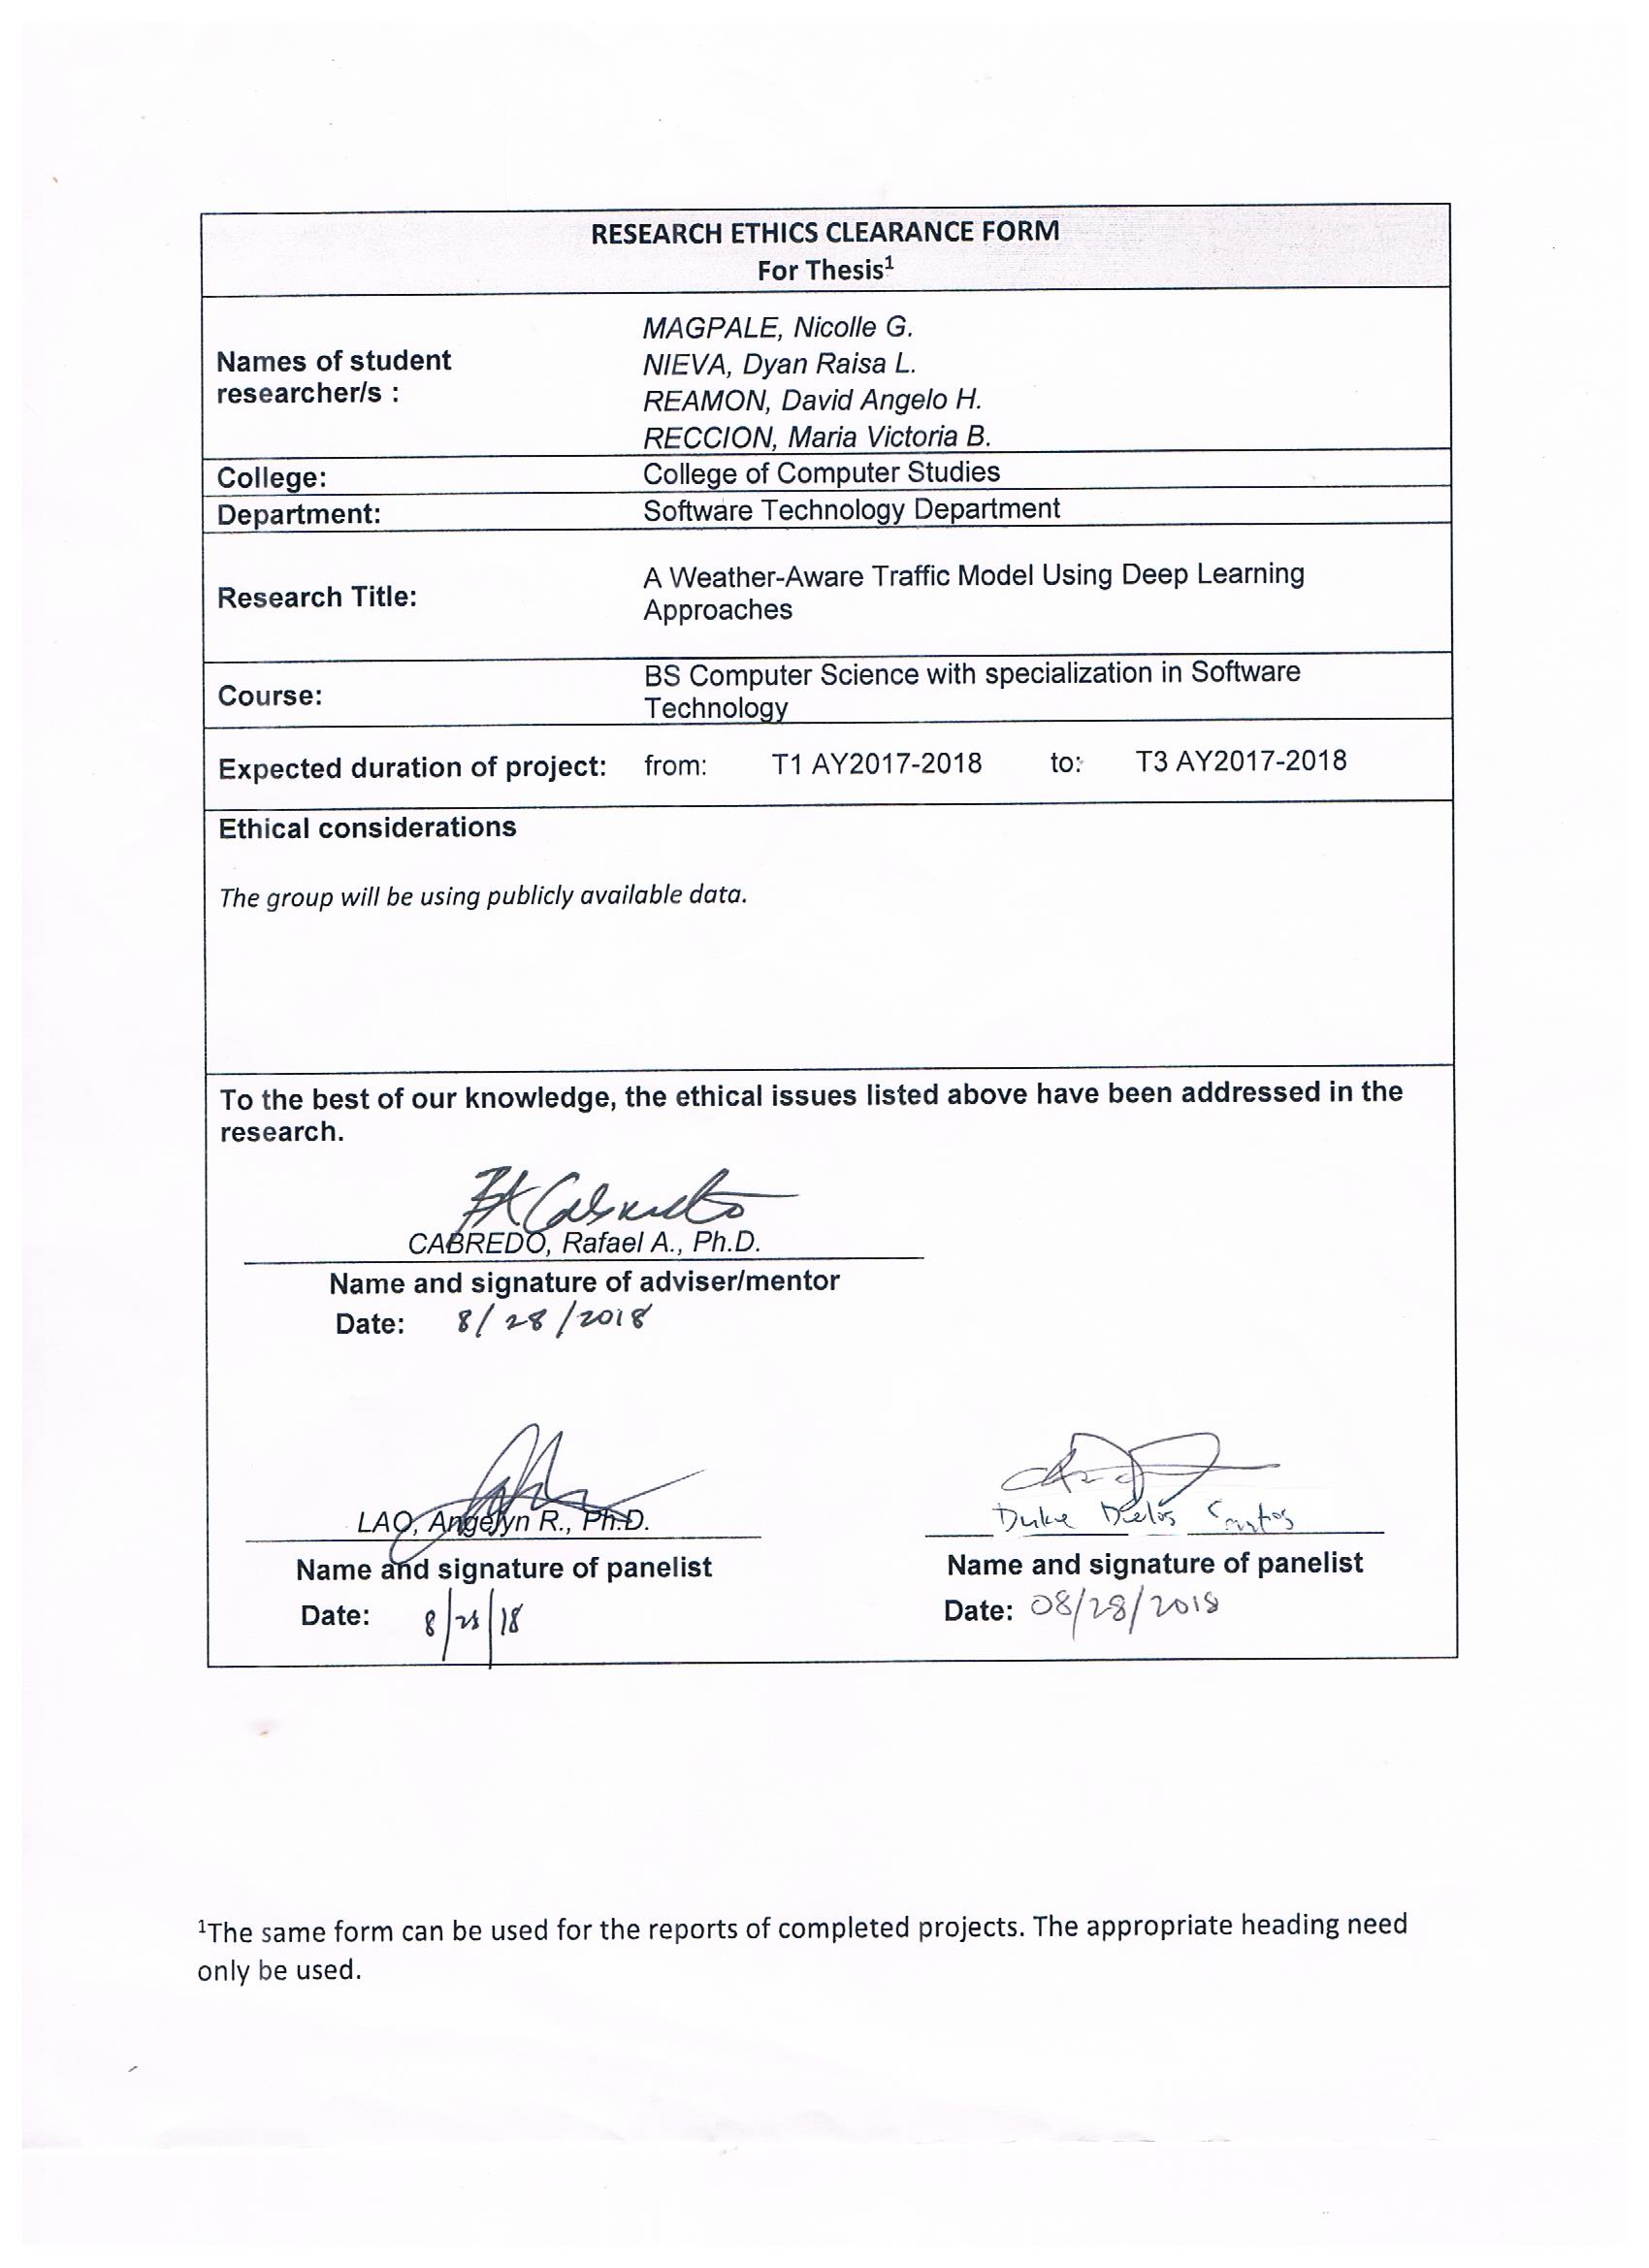 RESEARCH ETHICS CLEARANCE FORM
For Thesis¹
Names of student
researcher/s :
MAGPALE, Nicolle G.
NIEVA, Dyan Raisa L.
REAMON, David Angelo H.
RECCION, Maria Victoria B.
College: College of Computer Studies
Department: Software Technology Department
Research Title:
A Weather-Aware Traffic Model Using Deep Learning
Approaches
Course:
BS Computer Science with specialization in Software
Technology
Expected duration of project: from: T1 AY2017-2018 to: T3 AY2017-2018
Ethical considerations
The group will be using publicly available data.
To the best of our knowledge, the ethical issues listed above have been addressed in the
research.
CABREDO, Rafael A., Ph.D.
Name and signature of adviser/mentor
Date: 8/28/2018
LAO, Angelyn R., Ph.D. Duke Delos Santos
Name and signature of panelist Name and signature of panelist
Date: 8/28/18 Date: 08/28/2018
¹The same form can be used for the reports of completed projects. The appropriate heading need
only be used.